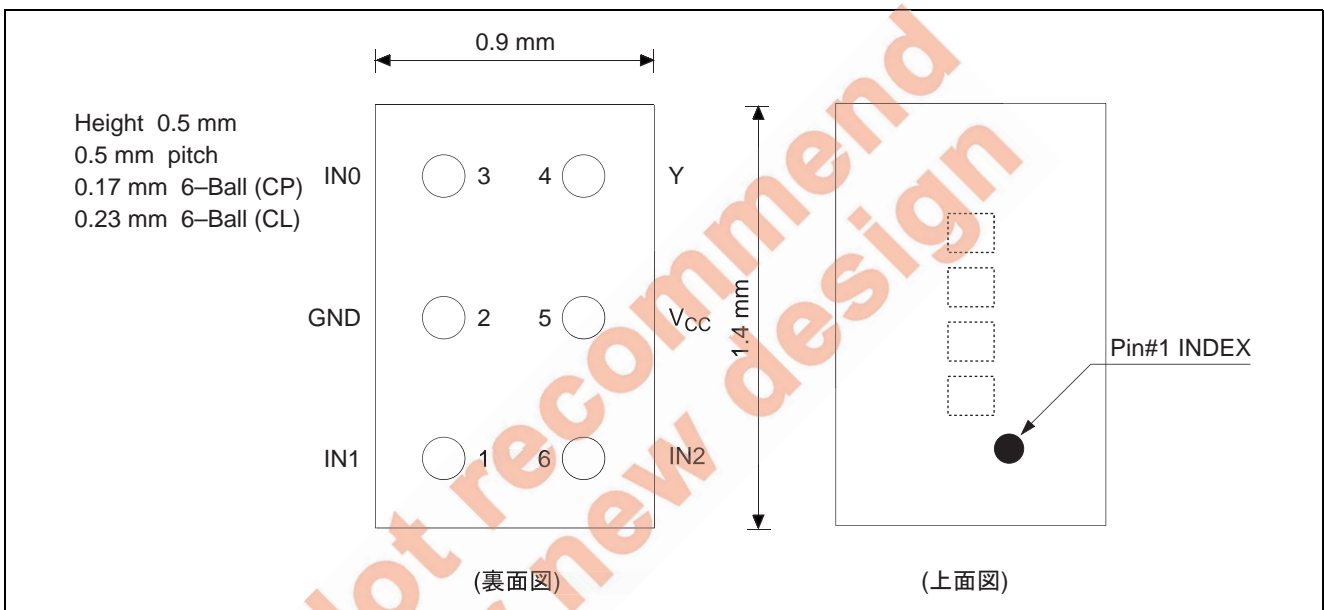 0.9 mm
Height 0.5 mm
0.5 mm pitch
0.17 mm 6–Ball (CP)
0.23 mm 6–Ball (CL)
IN0 3 4 Y
GND 2 5 VCC
IN1 1 6 IN2
1.4 mm
Pin#1 INDEX
(裏面図)
(上面図)
ot recommend
new design